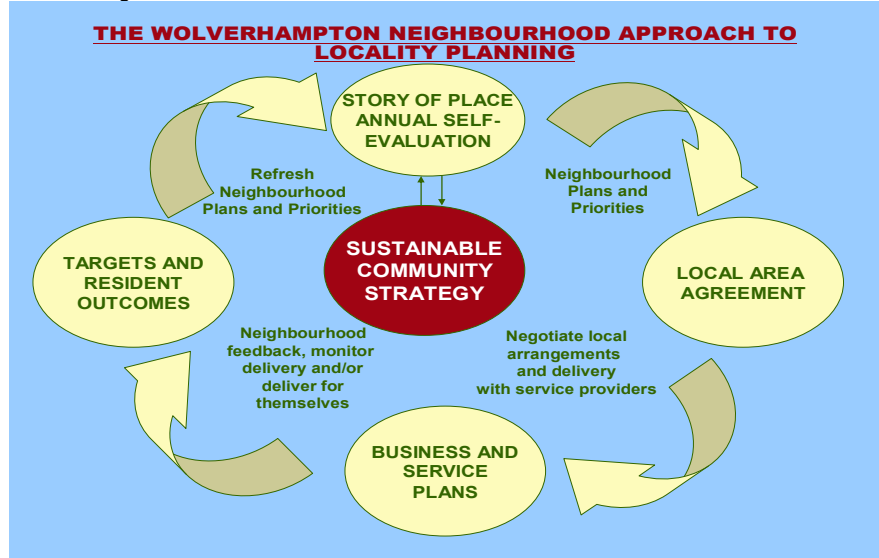 THE WOLVERHAMPTON NEIGHBOURHOOD APPROACH TO
LOCALITY PLANNING
STORY OF PLACE
ANNUAL SELF-
EVALUATION
Refresh
Neighbourhood
Plans and Priorities
Neighbourhood
Plans and
Priorities
SUSTAINABLE
COMMUNITY
STRATEGY
TARGETS AND
RESIDENT
OUTCOMES
LOCAL AREA
AGREEMENT
Neighbourhood
feedback, monitor
delivery and/or
deliver for
themselves
Negotiate local
arrangements
and delivery
with service providers
BUSINESS AND
SERVICE
PLANS